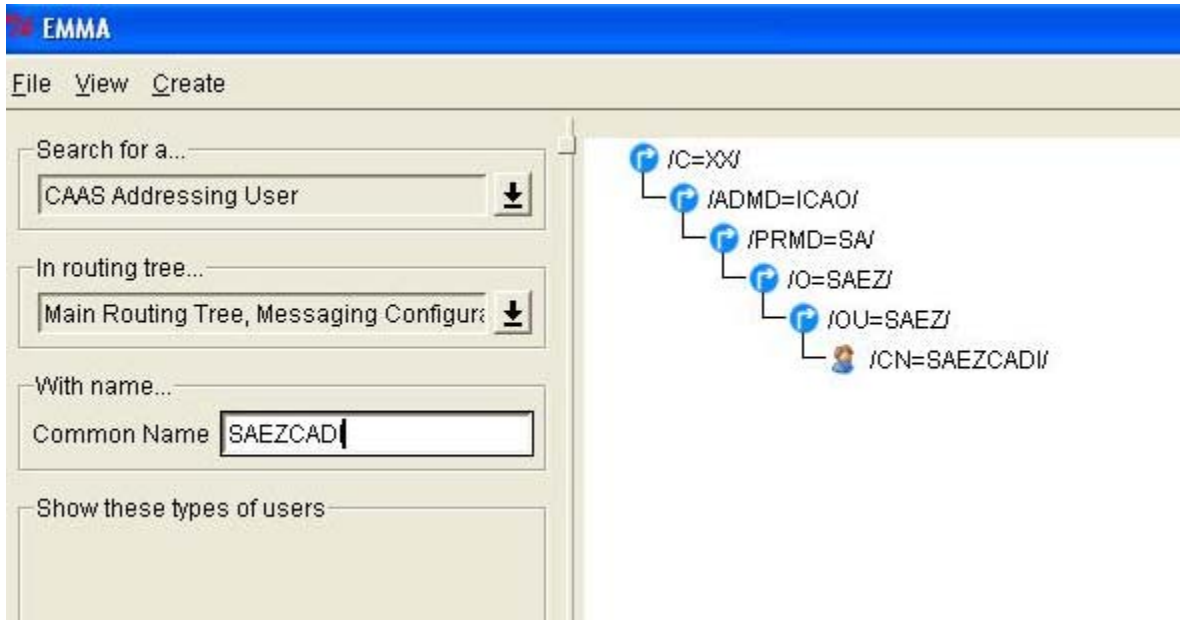 EMMA
File View Create
Search for a...
CAAS Addressing User
In routing tree...
Main Routing Tree, Messaging Configura
With name...
Common Name SAEZCADI
Show these types of users
/C=XX/
/ADMD=ICAO/
/PRMD=SA/
/O=SAEZ/
/OU=SAEZ/
/CN=SAEZCADI/